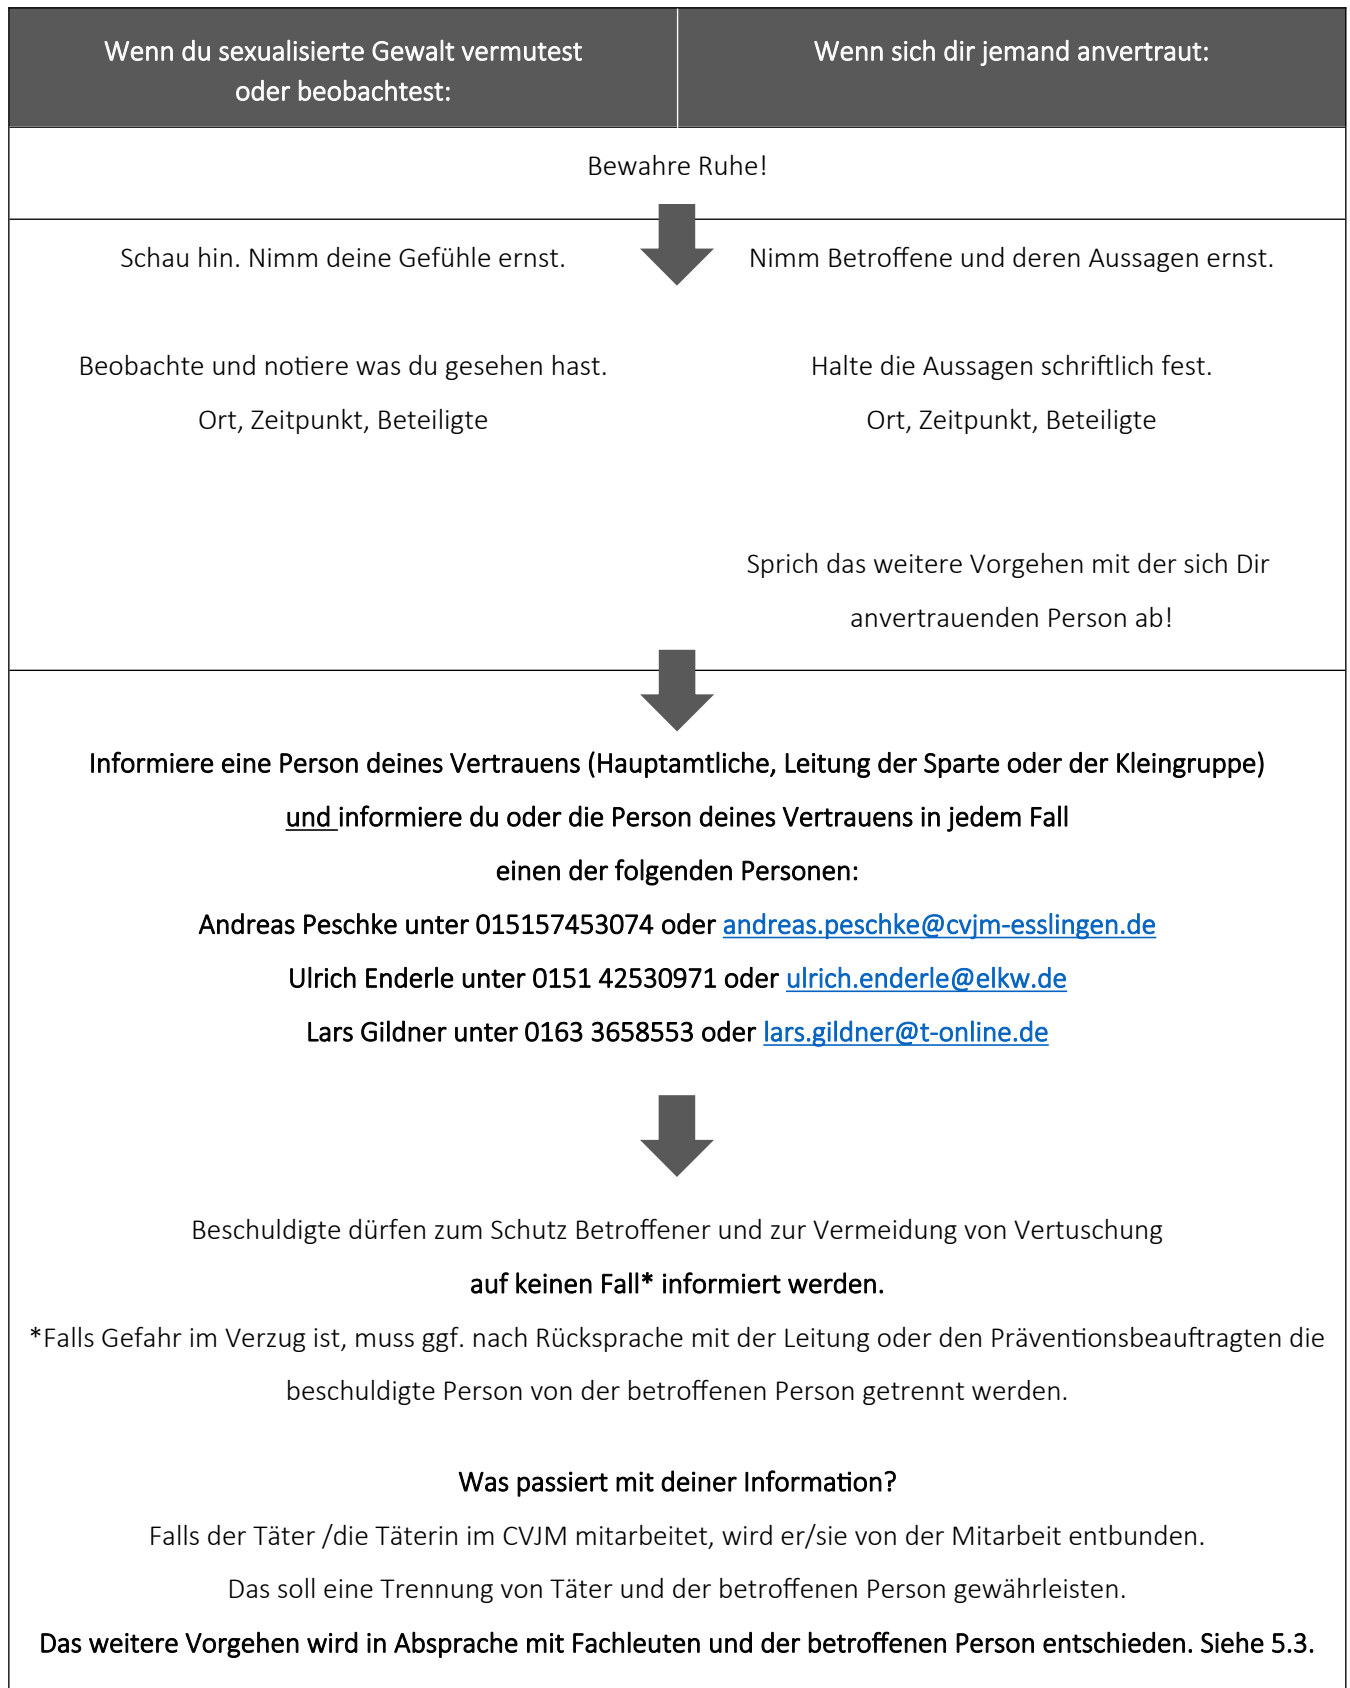 Wenn du sexualisierte Gewalt vermutest
oder beobachtest:
Wenn sich dir jemand anvertraut:
Bewahre Ruhe!
Schau hin. Nimm deine Gefühle ernst.
Beobachte und notiere was du gesehen hast.
Ort, Zeitpunkt, Beteiligte
Nimm Betroffene und deren Aussagen ernst.
Halte die Aussagen schriftlich fest.
Ort, Zeitpunkt, Beteiligte
Sprich das weitere Vorgehen mit der sich Dir
anvertrauenden Person ab!
Informiere eine Person deines Vertrauens (Hauptamtliche, Leitung der Sparte oder der Kleingruppe)
und informiere du oder die Person deines Vertrauens in jedem Fall
einen der folgenden Personen:
Andreas Peschke unter 015157453074 oder andreas.peschke@cvjm-esslingen.de
Ulrich Enderle unter 0151 42530971 oder ulrich.enderle@elkw.de
Lars Gildner unter 0163 3658553 oder lars.gildner@t-online.de
Beschuldigte dürfen zum Schutz Betroffener und zur Vermeidung von Vertuschung
auf keinen Fall* informiert werden.
*Falls Gefahr im Verzug ist, muss ggf. nach Rücksprache mit der Leitung oder den Präventionsbeauftragten die
beschuldigte Person von der betroffenen Person getrennt werden.
Was passiert mit deiner Information?
Falls der Täter /die Täterin im CVJM mitarbeitet, wird er/sie von der Mitarbeit entbunden.
Das soll eine Trennung von Täter und der betroffenen Person gewährleisten.
Das weitere Vorgehen wird in Absprache mit Fachleuten und der betroffenen Person entschieden. Siehe 5.3.